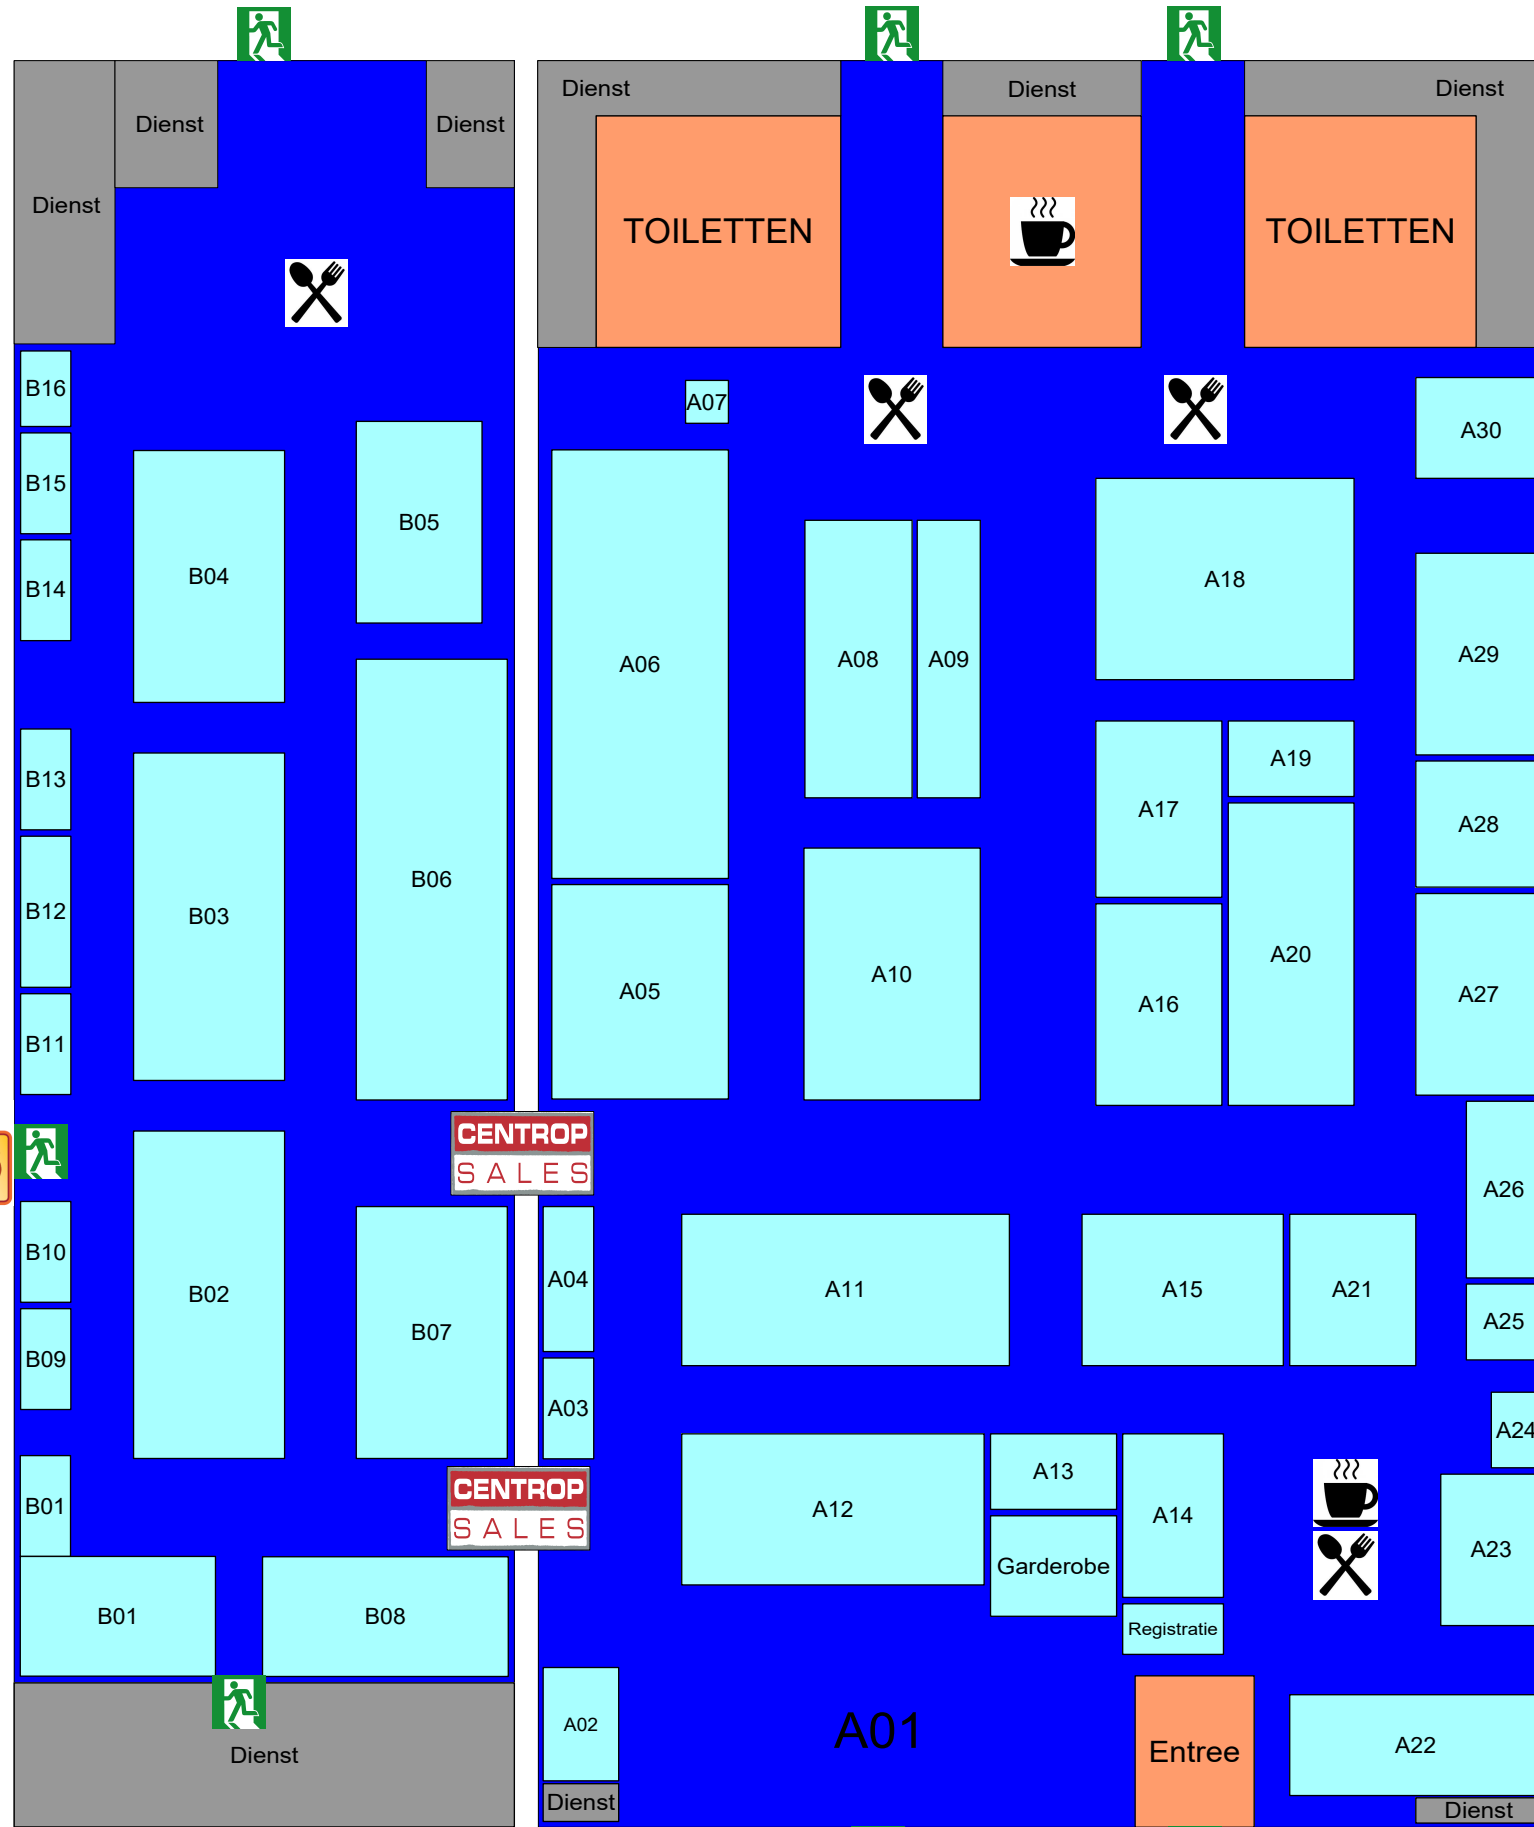 Dienst
Dienst
Dienst
B16
B15
B14
B04
B05
B13
B12
B11
B03
B06
CENTROP
SALES
B10
B09
B02
B07
B01
CENTROP
SALES
B01
B08
Dienst
Dienst
Dienst
Dienst
TOILETTEN
TOILETTEN
A07
A30
A06
A08
A09
A18
A29
A19
A17
A28
A05
A10
A16
A20
A27
A26
A04
A11
A15
A21
A25
A03
A24
A12
A13
A14
Garderobe
A23
Registratie
A02
A01
Entree
A22
Dienst
Dienst